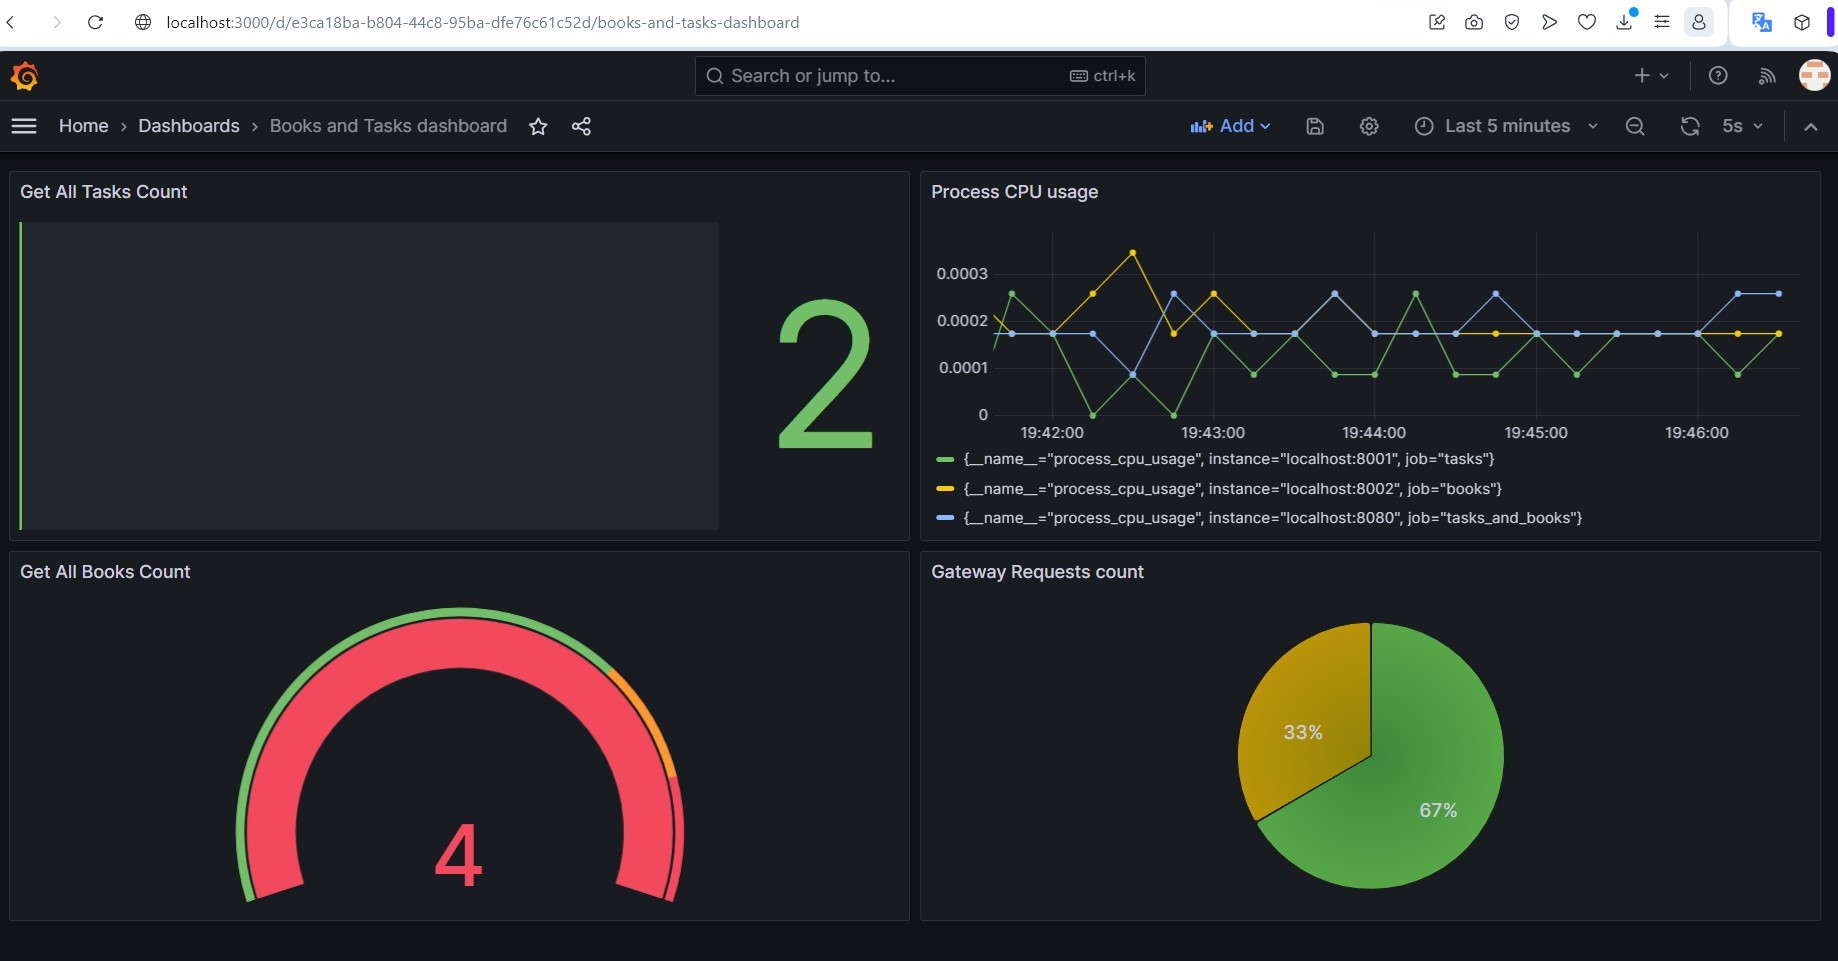 localhost:3000/d/e3ca18ba-b804-44c8-95ba-dfe76c61c52d/books-and-tasks-dashboard
Search or jump to... ctrl+k
Home › Dashboards › Books and Tasks dashboard Add Last 5 minutes 5s
Get All Tasks Count
2
Process CPU usage
0.0003
0.0002
0.0001
0
19:42:00 19:43:00 19:44:00 19:45:00 19:46:00
{__name__="process_cpu_usage", instance="localhost:8001", job="tasks"}
{__name__="process_cpu_usage", instance="localhost:8002", job="books"}
{__name__="process_cpu_usage", instance="localhost:8080", job="tasks_and_books"}
Get All Books Count
4
Gateway Requests count
33%
67%